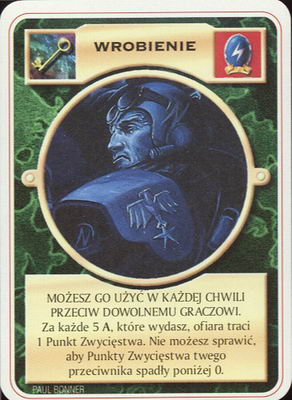 WROBIENIE
MOŻESZ GO UŻYĆ W KAŻDEJ CHWILI
PRZECIW DOWOLNEMU GRACZOWI.
Za każde 5 A, które wydasz, ofiara traci
1 Punkt Zwycięstwa. Nie możesz sprawić,
aby Punkty Zwycięstwa twego
przeciwnika spadły poniżej 0.
PAUL BONNER